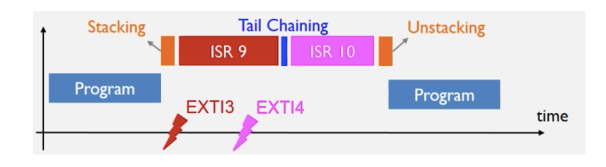 Stacking
Tail Chaining
Unstacking
ISR 9
ISR 10
Program
Program
EXTI3
EXTI4
time